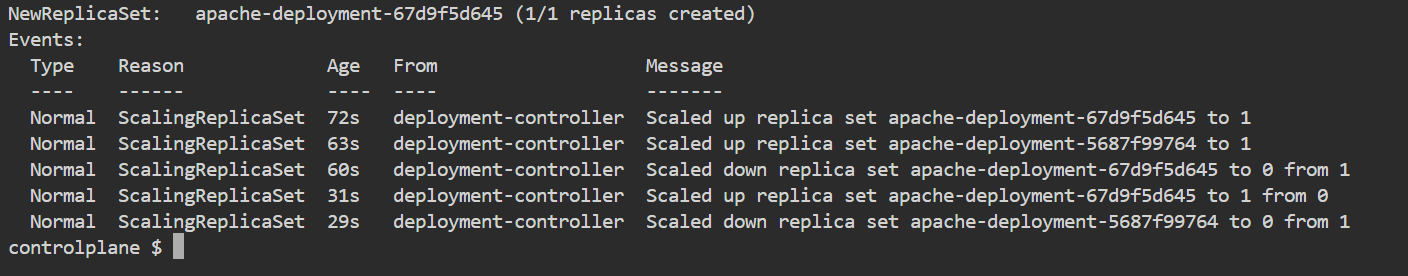 NewReplicaSet:   apache-deployment-67d9f5d645 (1/1 replicas created)
Events:
  Type    Reason             Age   From                   Message
  ----    ------             ----  ----                   -------
  Normal  ScalingReplicaSet  72s   deployment-controller  Scaled up replica set apache-deployment-67d9f5d645 to 1
  Normal  ScalingReplicaSet  63s   deployment-controller  Scaled up replica set apache-deployment-5687f99764 to 1
  Normal  ScalingReplicaSet  60s   deployment-controller  Scaled down replica set apache-deployment-67d9f5d645 to 0 from 1
  Normal  ScalingReplicaSet  31s   deployment-controller  Scaled up replica set apache-deployment-67d9f5d645 to 1 from 0
  Normal  ScalingReplicaSet  29s   deployment-controller  Scaled down replica set apache-deployment-5687f99764 to 0 from 1
controlplane $